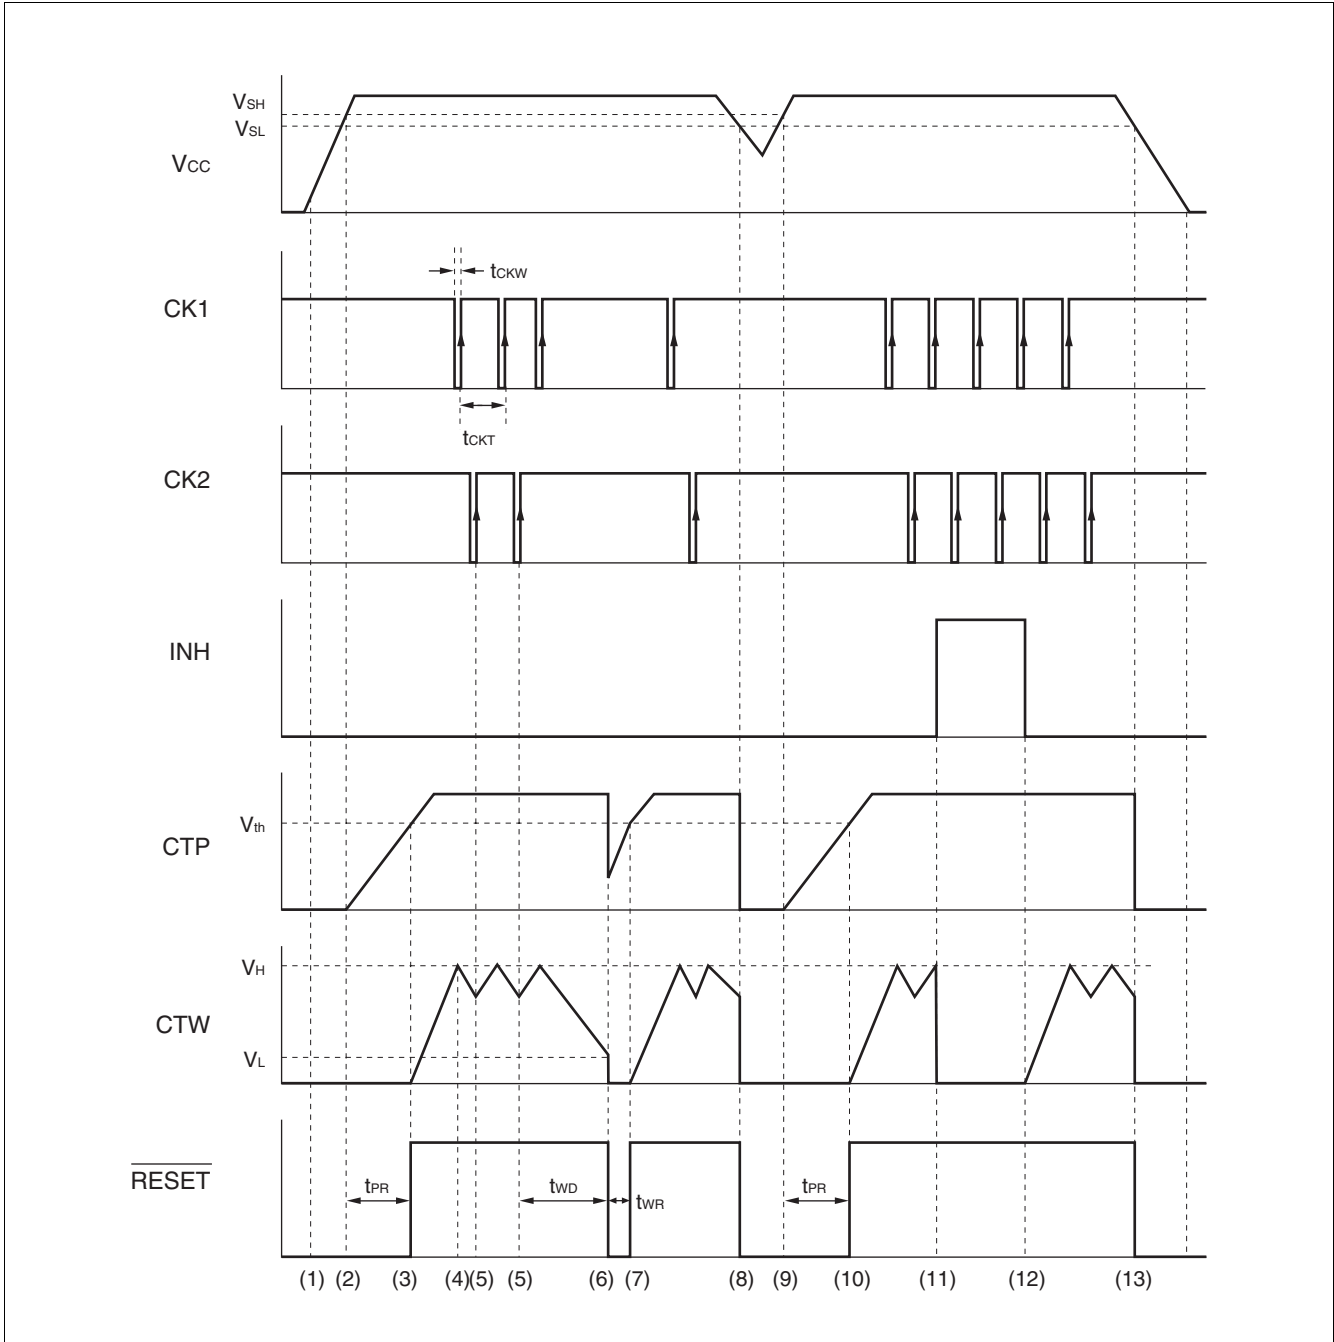 VSH
VSL
VCC
tCKW
CK1
tCKT
CK2
INH
Vth
CTP
VH
CTW
VL
RESET
tPR
tWD
tWR
tPR
(1) (2) (3) (4)(5) (5) (6) (7) (8) (9) (10) (11) (12) (13)